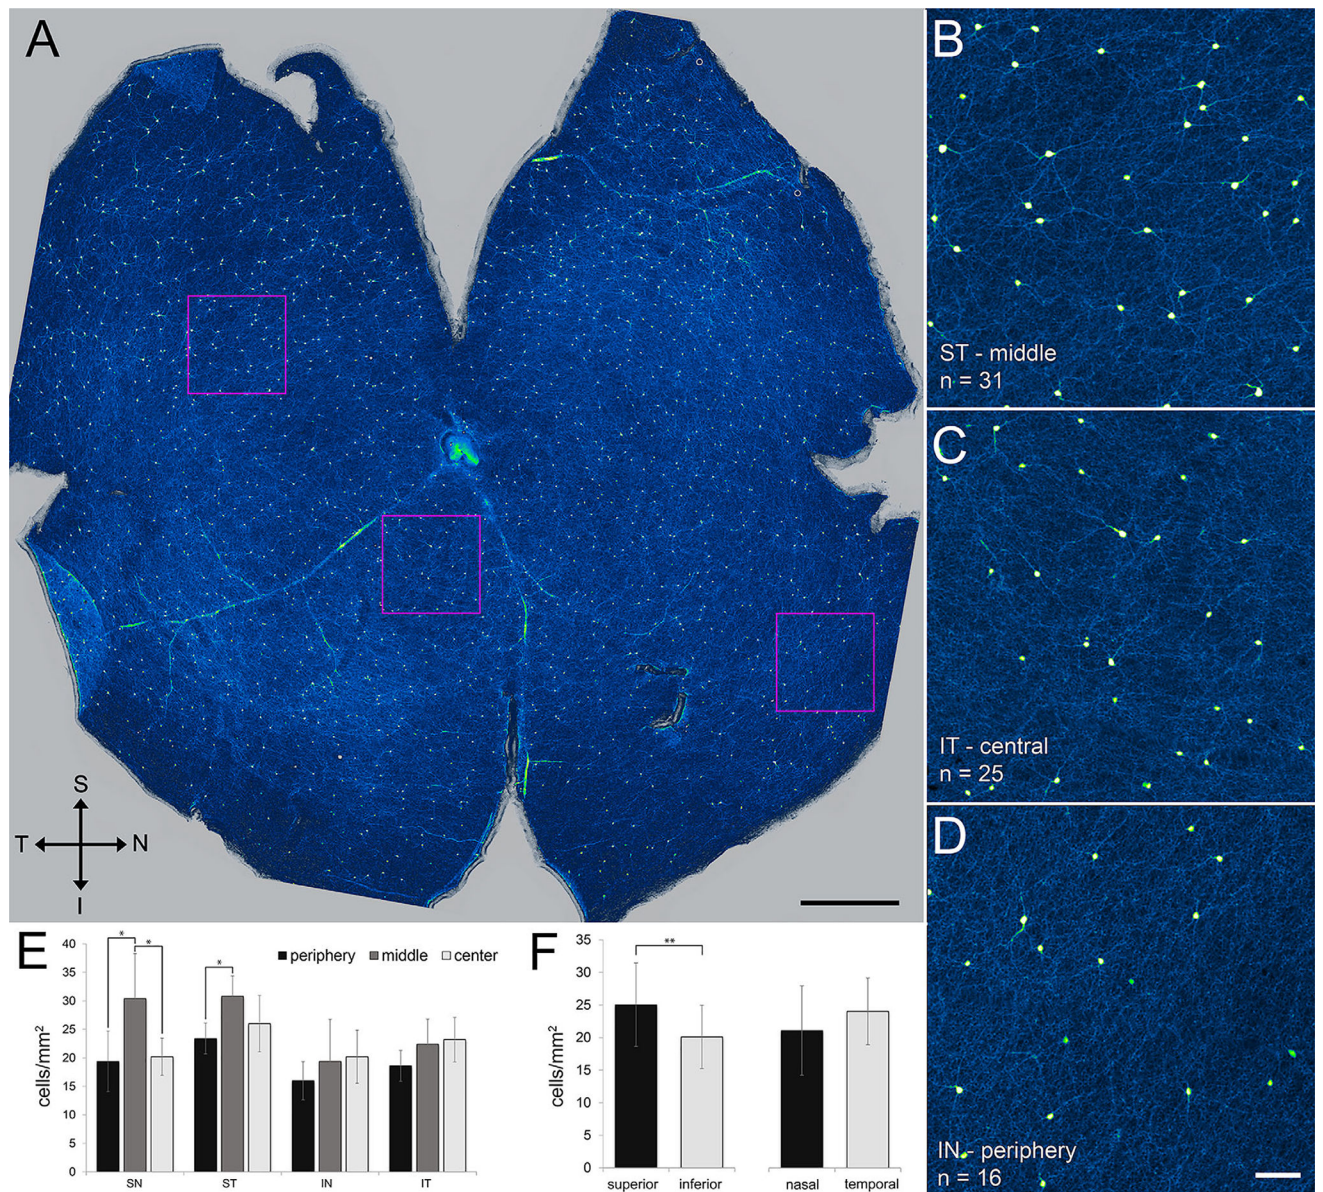 A
S
T N
I
B
ST - middle
n = 31
C
IT - central
n = 25
D
IN - periphery
n = 16
E
cells/mm²
40
35
30
25
20
15
10
5
0
* *
*
periphery middle center
SN ST IN IT
F
cells/mm²
35
30
25
20
15
10
5
0
**
superior inferior nasal temporal